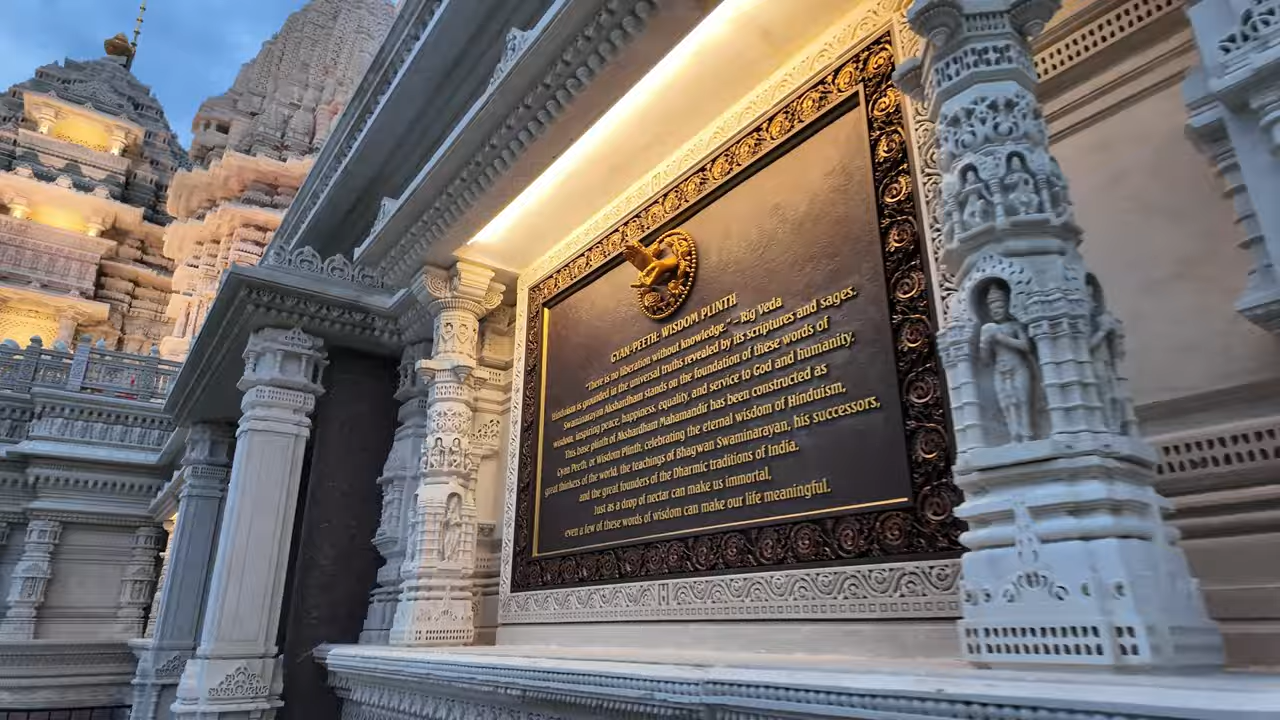 GYAN-PEETH: WISDOM PLINTH
"There is no liberation without knowledge." – Rig Veda
Hinduism is grounded in the universal truths revealed by its scriptures and sages.
Swaminarayan Akshardham stands on the foundation of these words of
wisdom, inspiring peace, happiness, equality, and service to God and humanity.
This base plinth of Akshardham Mahamandir has been constructed as
Gyan Peeth, or Wisdom Plinth, celebrating the eternal wisdom of Hinduism,
great thinkers of the world, the teachings of Bhagwan Swaminarayan, his successors,
and the great founders of the Dharmic traditions of India.
Just as a drop of nectar can make us immortal,
even a few of these words of wisdom can make our life meaningful.